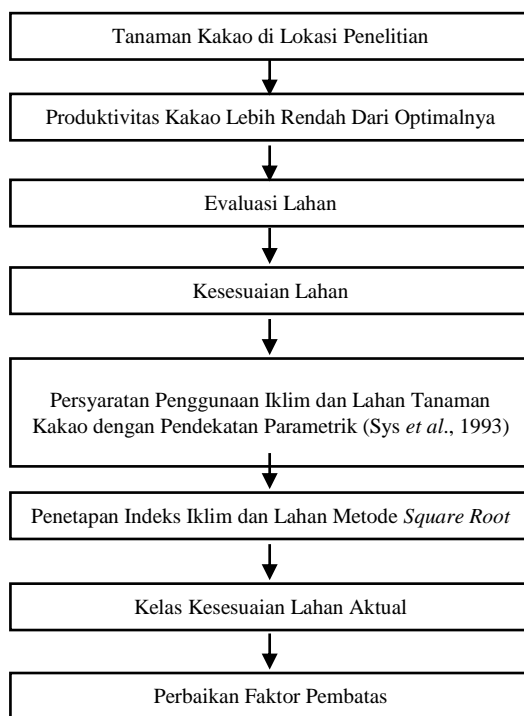 Tanaman Kakao di Lokasi Penelitian
Produktivitas Kakao Lebih Rendah Dari Optimalnya
Evaluasi Lahan
Kesesuaian Lahan
Persyaratan Penggunaan Iklim dan Lahan Tanaman
Kakao dengan Pendekatan Parametrik (Sys et al., 1993)
Penetapan Indeks Iklim dan Lahan Metode Square Root
Kelas Kesesuaian Lahan Aktual
Perbaikan Faktor Pembatas